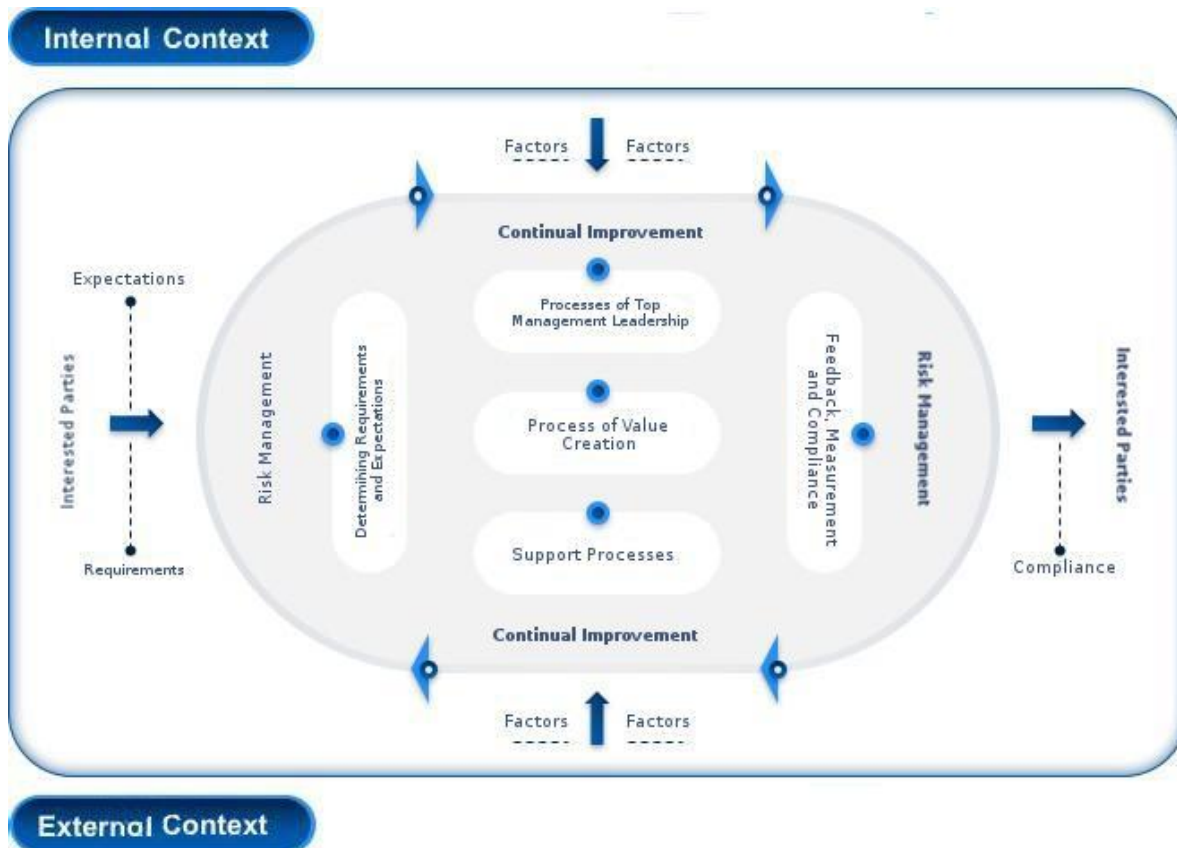 Internal Context
Factors
Factors
Continual Improvement
Expectations
Interested Parties
Requirements
Risk Management
Determining Requirements
and Expectations
Processes of Top
Management Leadership
Process of Value
Creation
Support Processes
Feedback, Measurement
and Compliance
Risk Management
Interested Parties
Compliance
Continual Improvement
Factors
Factors
External Context